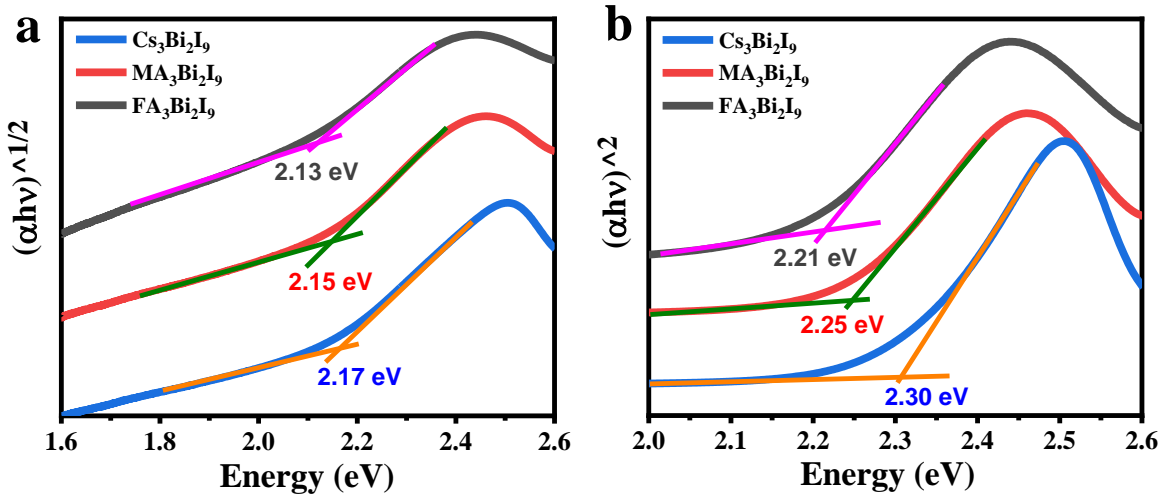 a
Cs₃Bi₂I₉
MA₃Bi₂I₉
FA₃Bi₂I₉
(αhν)^1/2
2.13 eV
2.15 eV
2.17 eV
1.6 1.8 2.0 2.2 2.4 2.6
Energy (eV)
b
Cs₃Bi₂I₉
MA₃Bi₂I₉
FA₃Bi₂I₉
(αhν)^2
2.21 eV
2.25 eV
2.30 eV
2.0 2.1 2.2 2.3 2.4 2.5 2.6
Energy (eV)